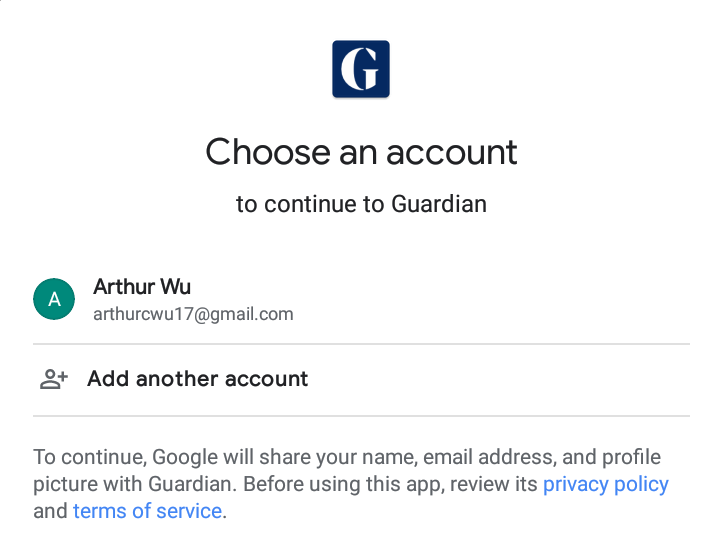 G
Choose an account
to continue to Guardian
A
Arthur Wu
arthurcwu17@gmail.com
Add another account
To continue, Google will share your name, email address, and profile
picture with Guardian. Before using this app, review its privacy policy
and terms of service.